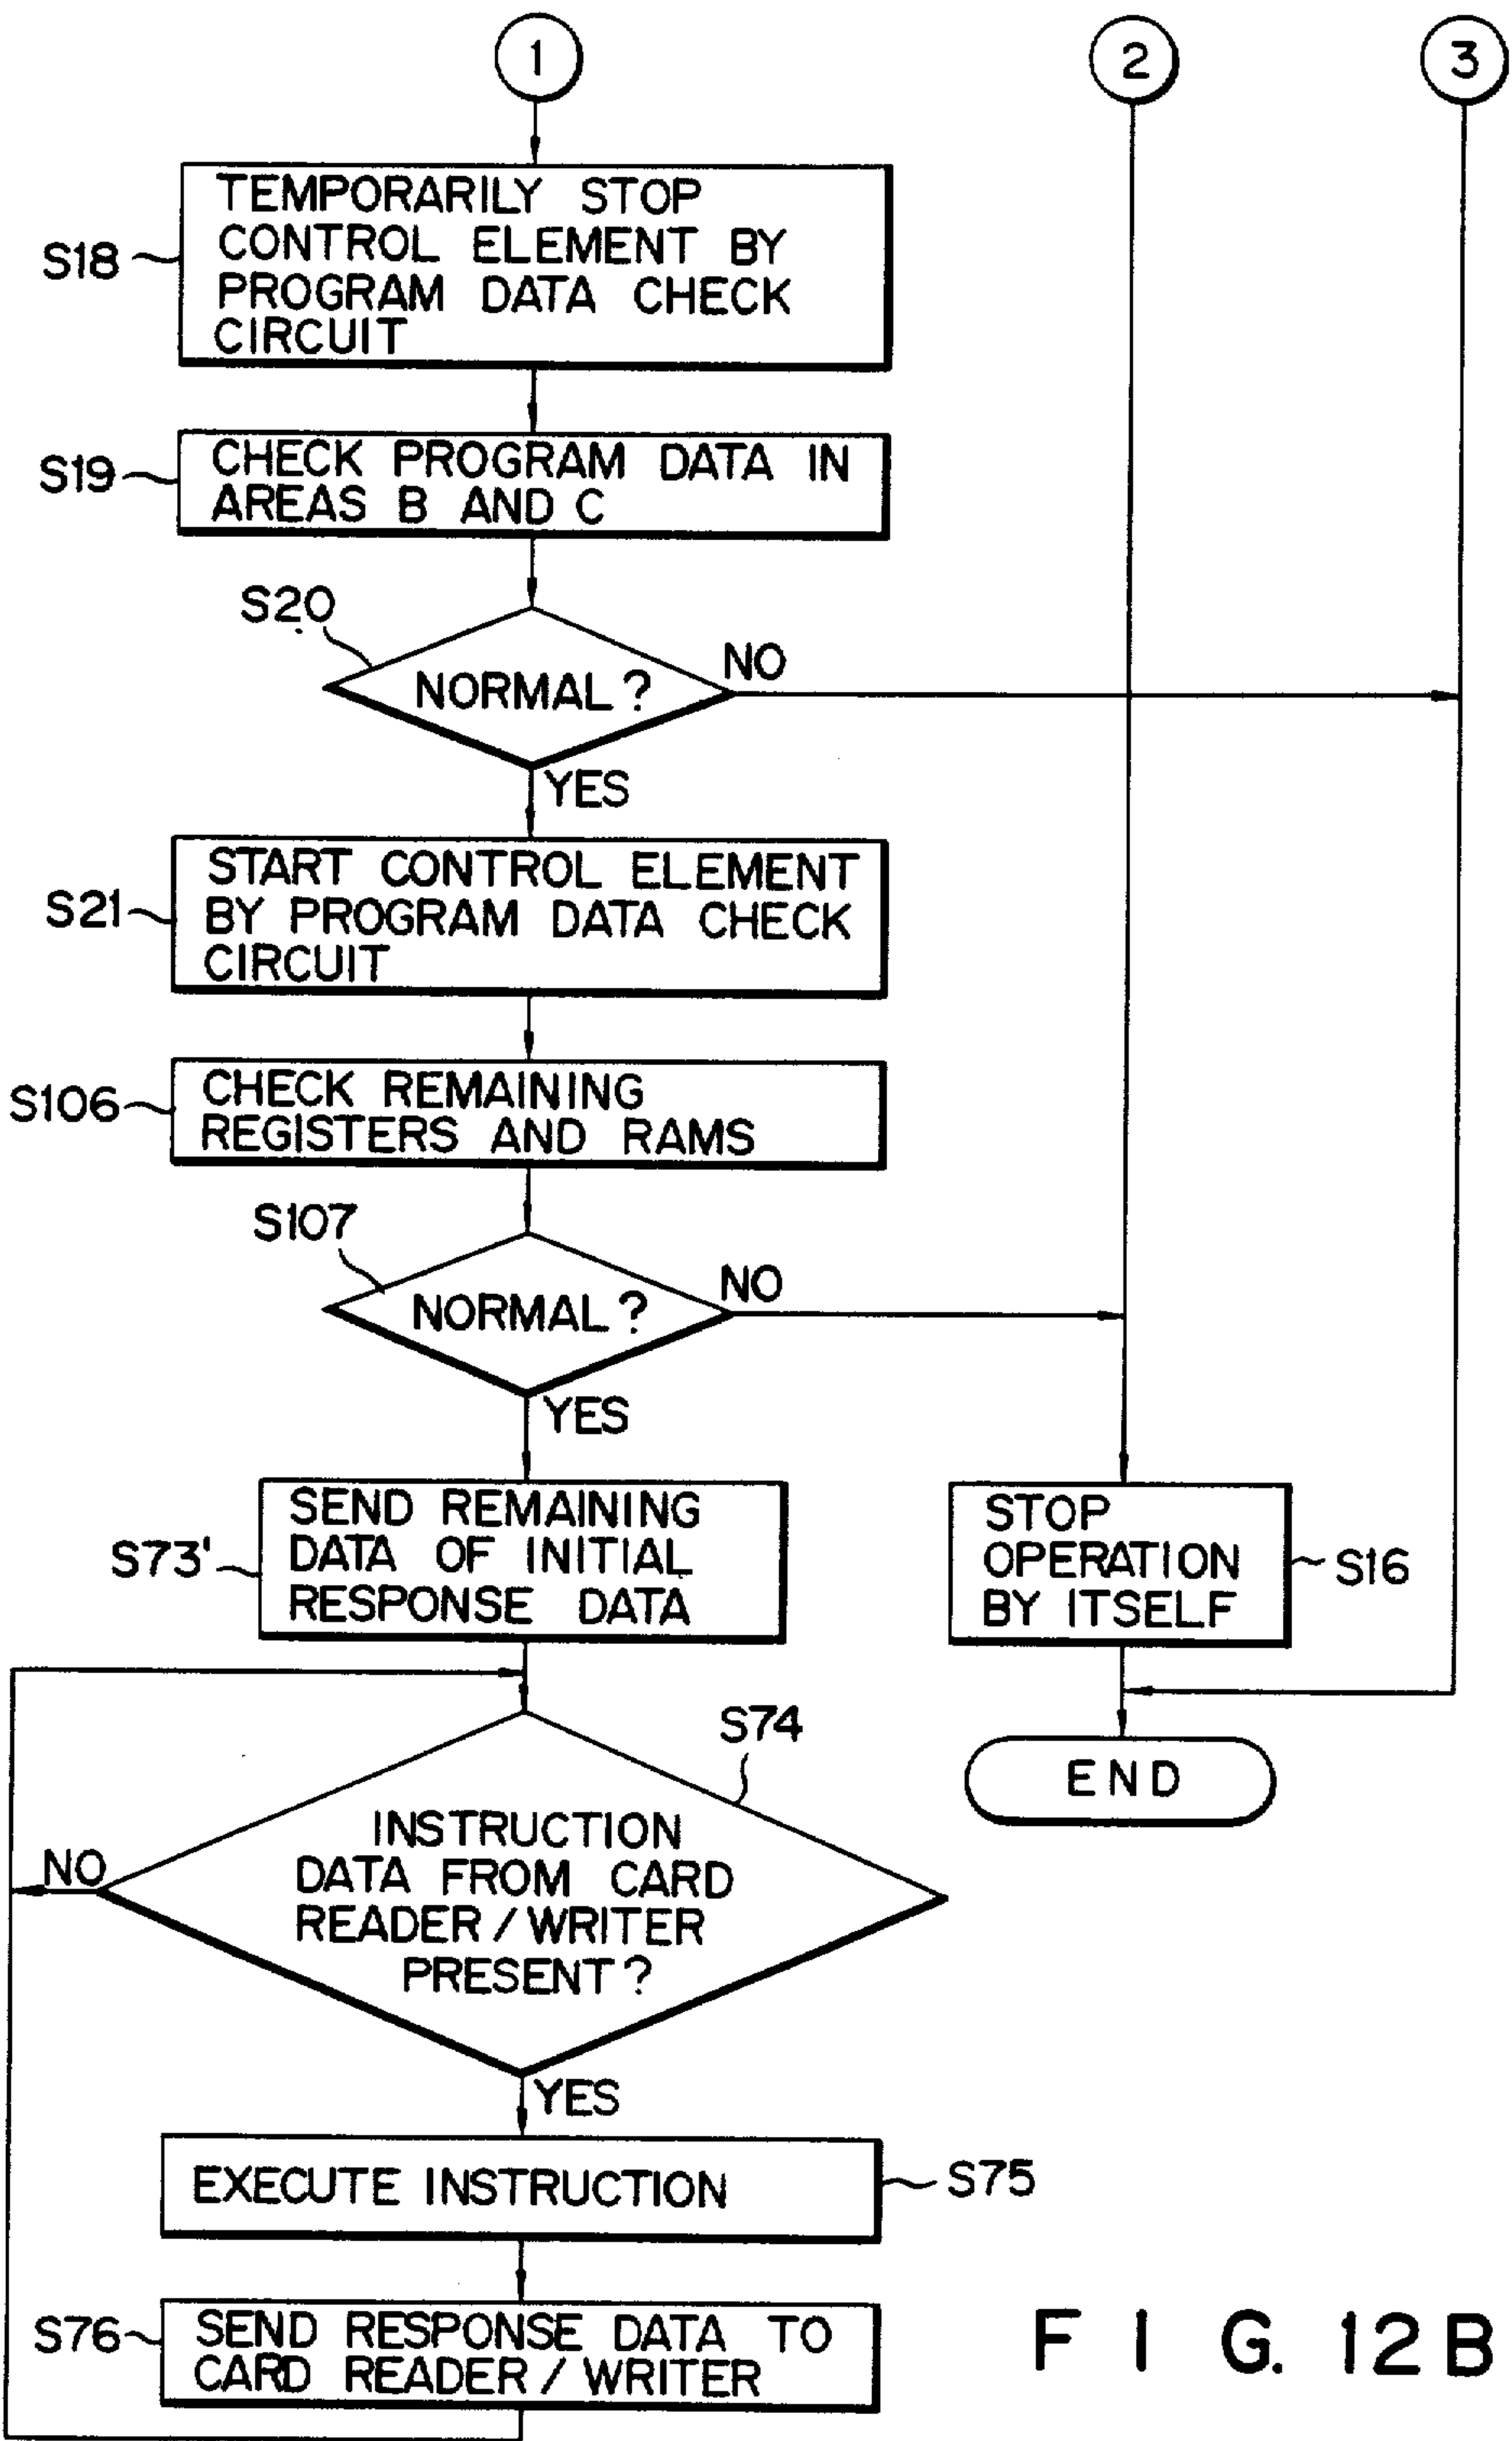 1
2
3
TEMPORARILY STOP
CONTROL ELEMENT BY
PROGRAM DATA CHECK
CIRCUIT
S18
CHECK PROGRAM DATA IN
AREAS B AND C
S19
S20
NORMAL?
NO
YES
START CONTROL ELEMENT
BY PROGRAM DATA CHECK
CIRCUIT
S21
CHECK REMAINING
REGISTERS AND RAMS
S106
S107
NORMAL?
NO
YES
SEND REMAINING
DATA OF INITIAL
RESPONSE DATA
S73'
STOP
OPERATION
BY ITSELF
S16
END
S74
INSTRUCTION
DATA FROM CARD
READER/WRITER
PRESENT?
NO
YES
EXECUTE INSTRUCTION
S75
SEND RESPONSE DATA TO
CARD READER/WRITER
S76
FIG. 12B